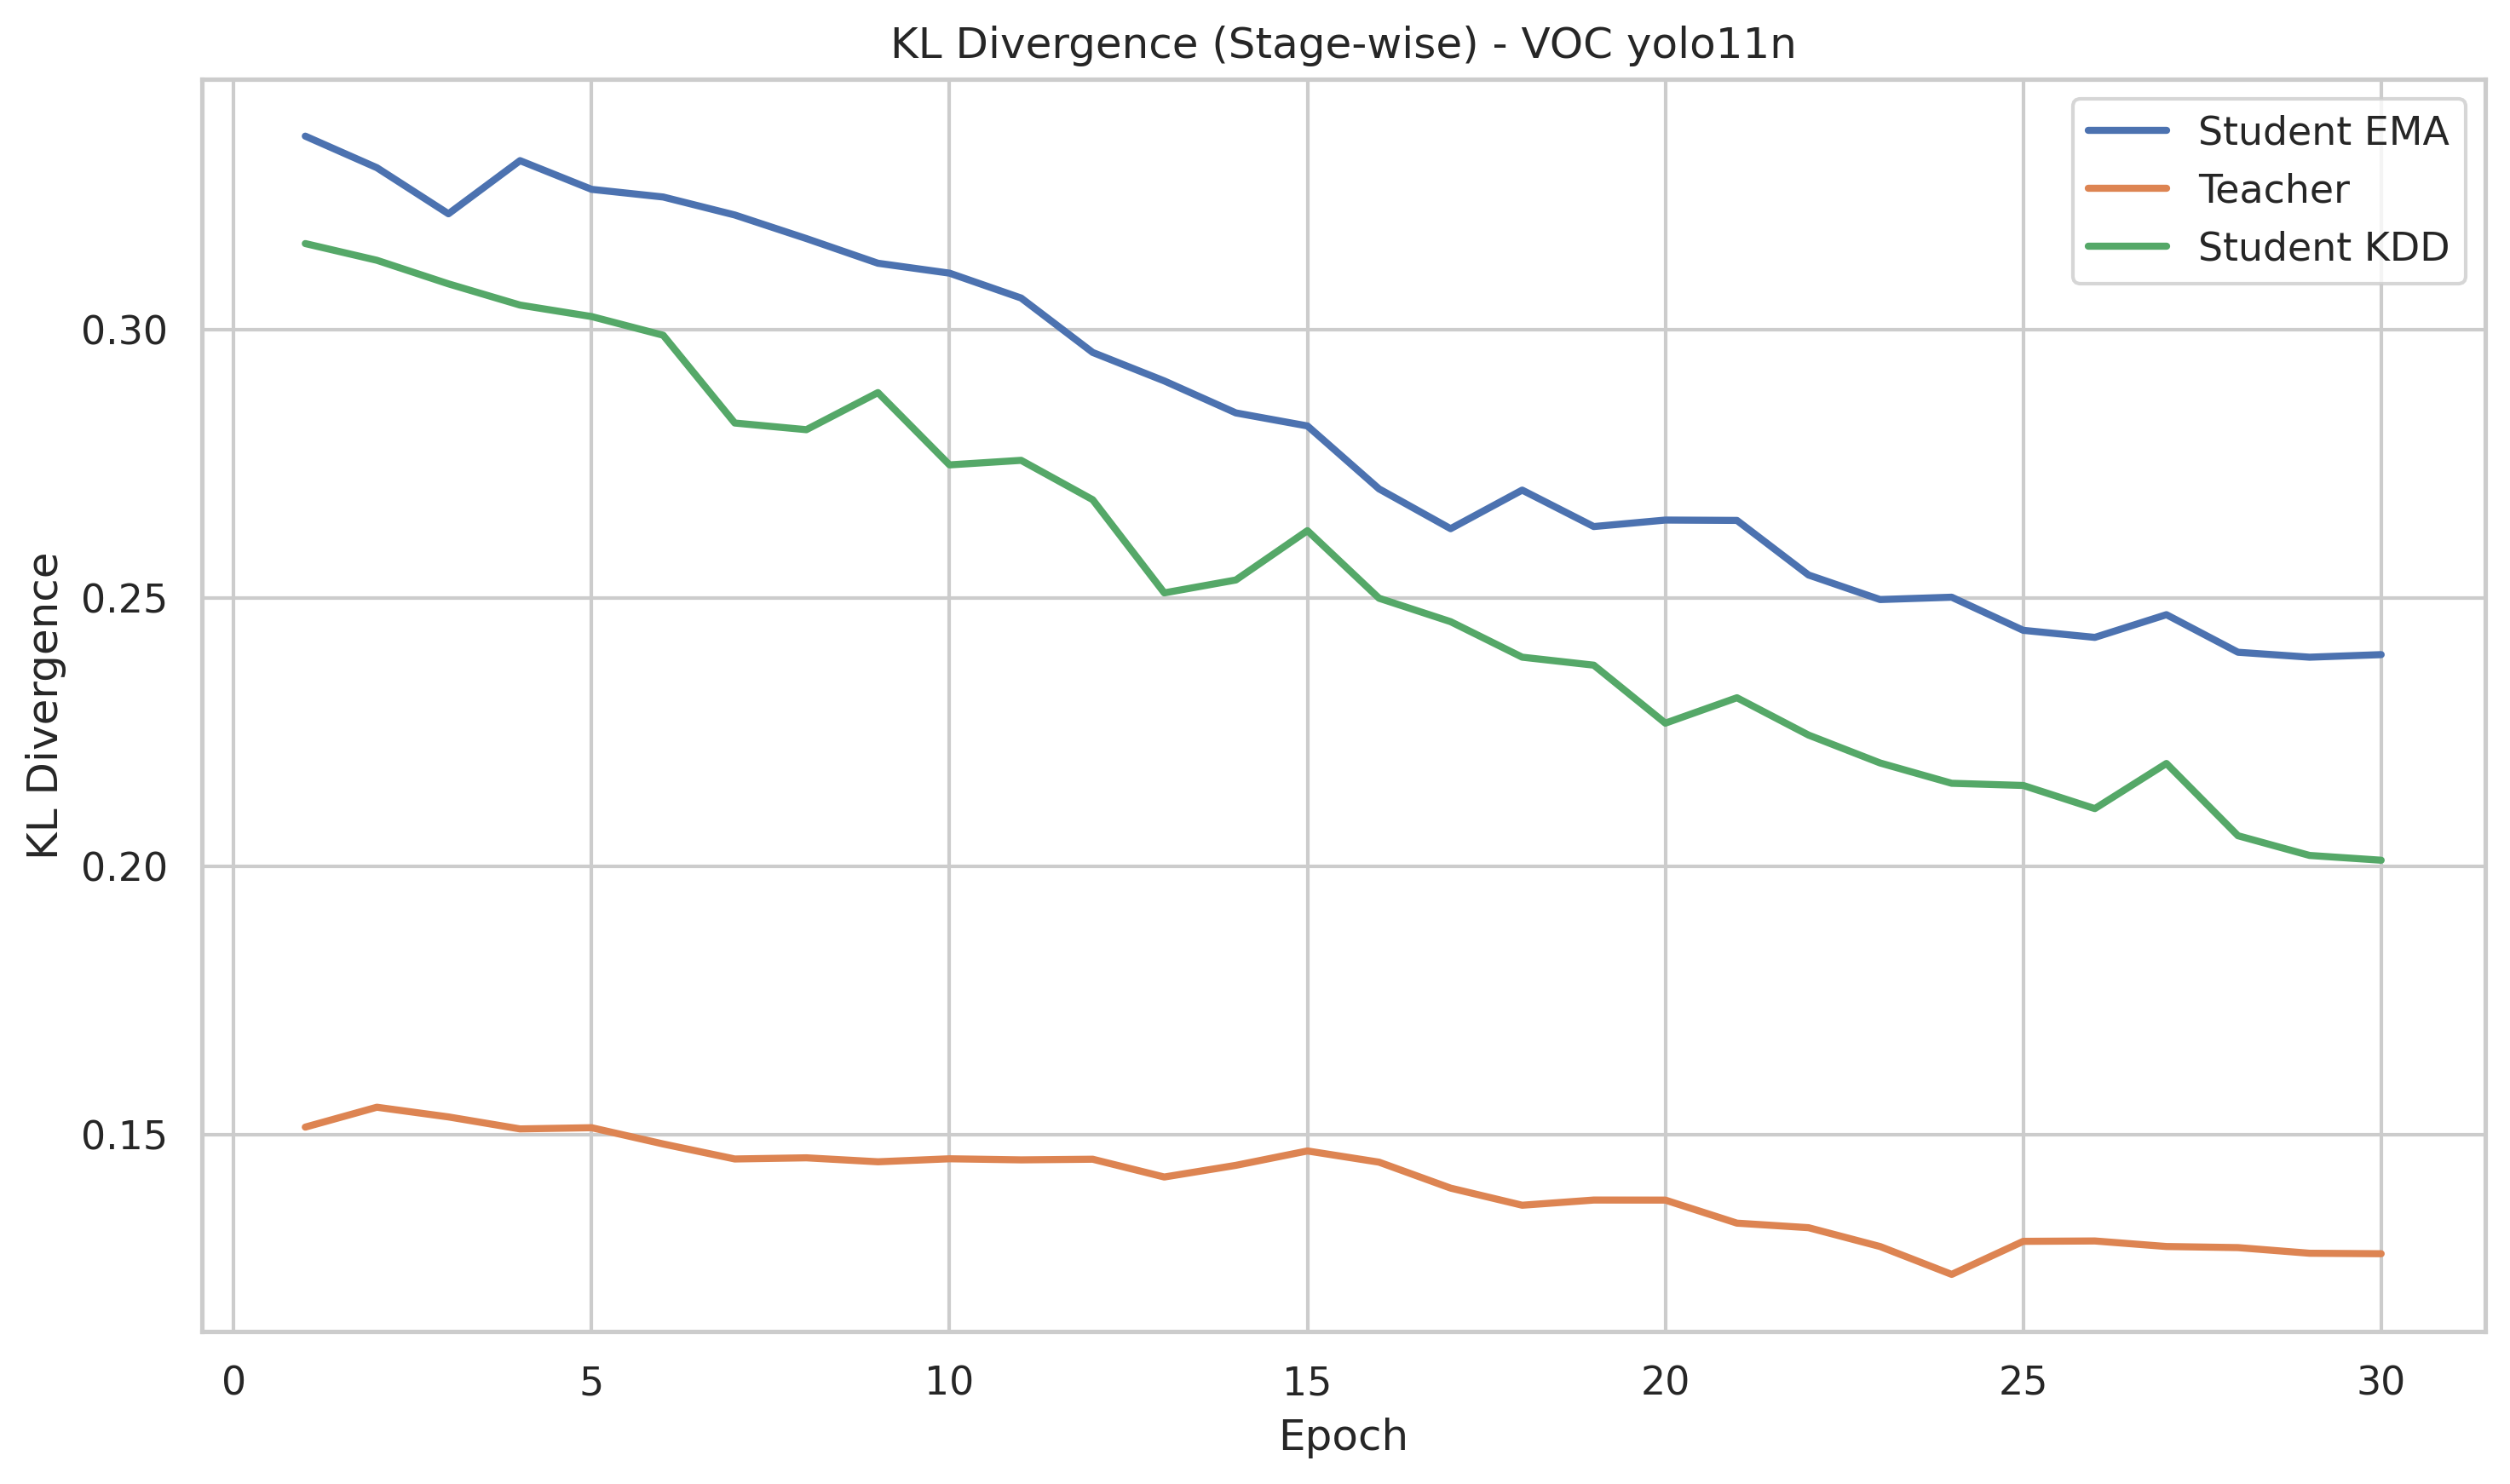 KL Divergence (Stage-wise) - VOC yolo11n
Student EMA
Teacher
Student KDD
KL Divergence
0.30
0.25
0.20
0.15
0
5
10
15
20
25
30
Epoch